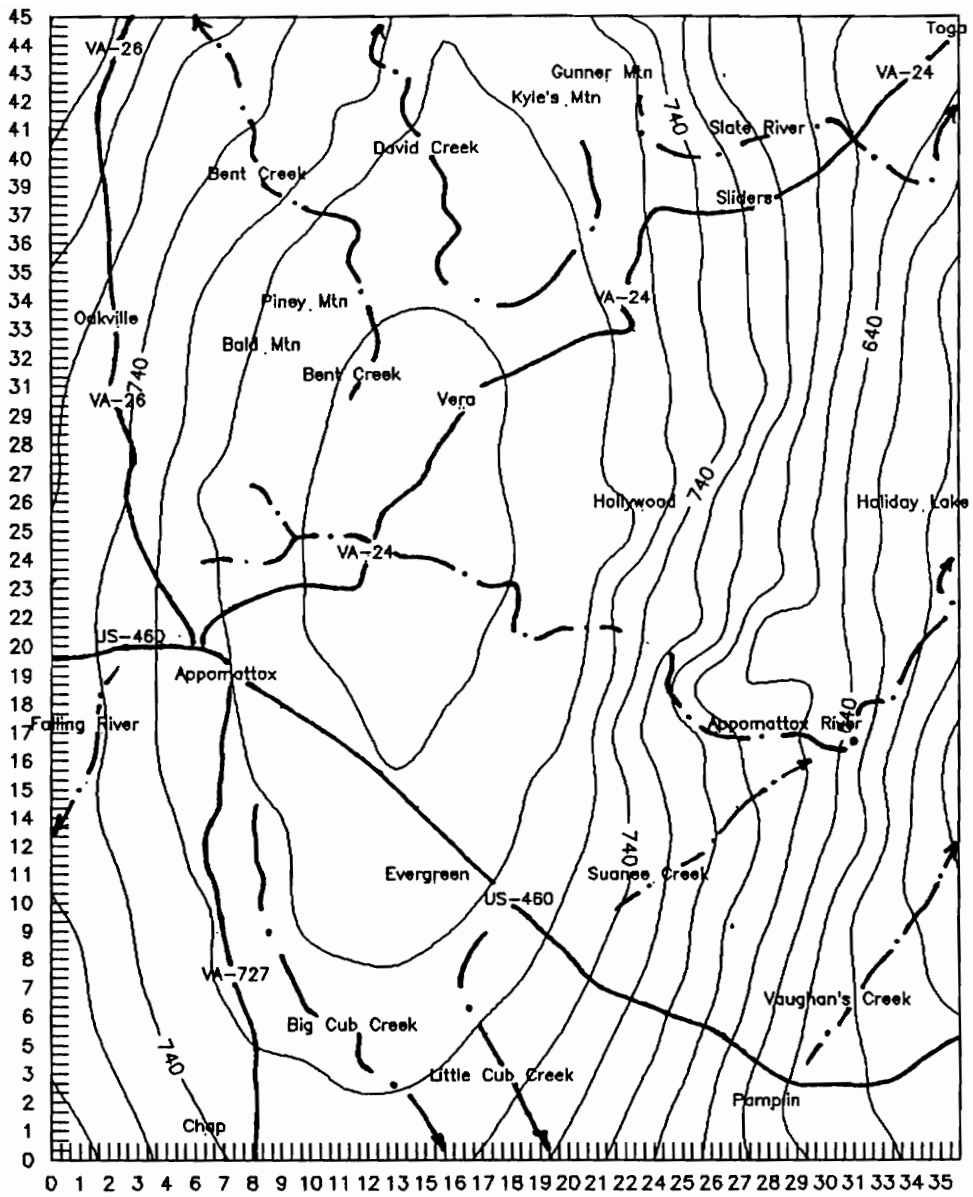 45
Toga
VA-26
VA-24
43
Gunner Mtn
42
Kyle's Mtn
740
41
Slate River
40
David Creek
39
Bent Creek
37
Sliders
36
35
34
Piney Mtn
VA-24
33
Oakville
640
32
Bald Mtn
31
740
Bent Creek
29
VA-26
Vera
28
27
740
26
Hollywood
Haliday Lake
25
24
VA-24
23
22
20
US-460
19
Appomattox
18
640
17
Falling River
Appomattox River
16
14
12
740
11
Evergreen
Suanee Creek
10
US-460
9
8
7
VA-727
Vaughan's Creek
6
Big Cub Creek
5
740
3
Little Cub Creek
2
Pamplin
1
Chap
0
0 1 2 3 5 6 7 8 9 10 11 12 14 15 16 17 18 19 20 21 22 24 25 26 27 28 29 30 31 33 34 35